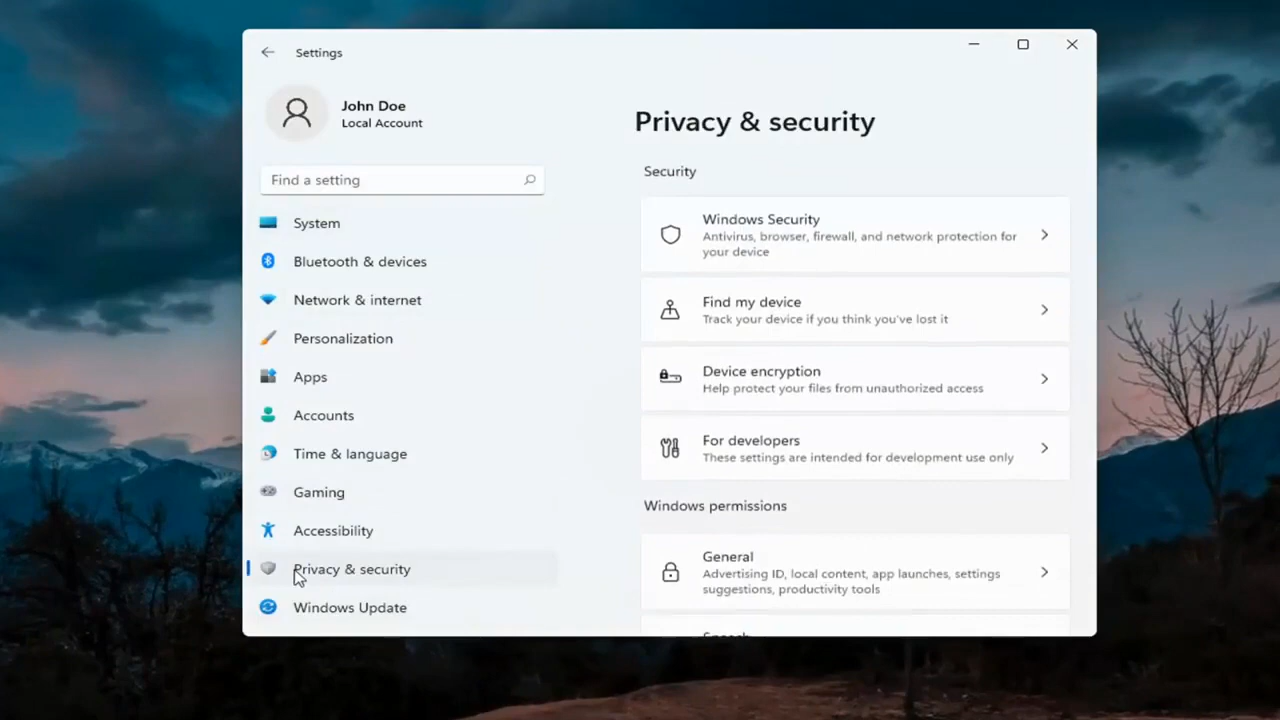 Settings
John Doe
Local Account
Find a setting
System
Bluetooth & devices
Network & internet
Personalization
Apps
Accounts
Time & language
Gaming
Accessibility
Privacy & security
Windows Update
Privacy & security
Security
Windows Security
Antivirus, browser, firewall, and network protection for
your device
Find my device
Track your device if you think you've lost it
Device encryption
Help protect your files from unauthorized access
For developers
These settings are intended for development use only
Windows permissions
General
Advertising ID, local content, app launches, settings
suggestions, productivity tools
Speech